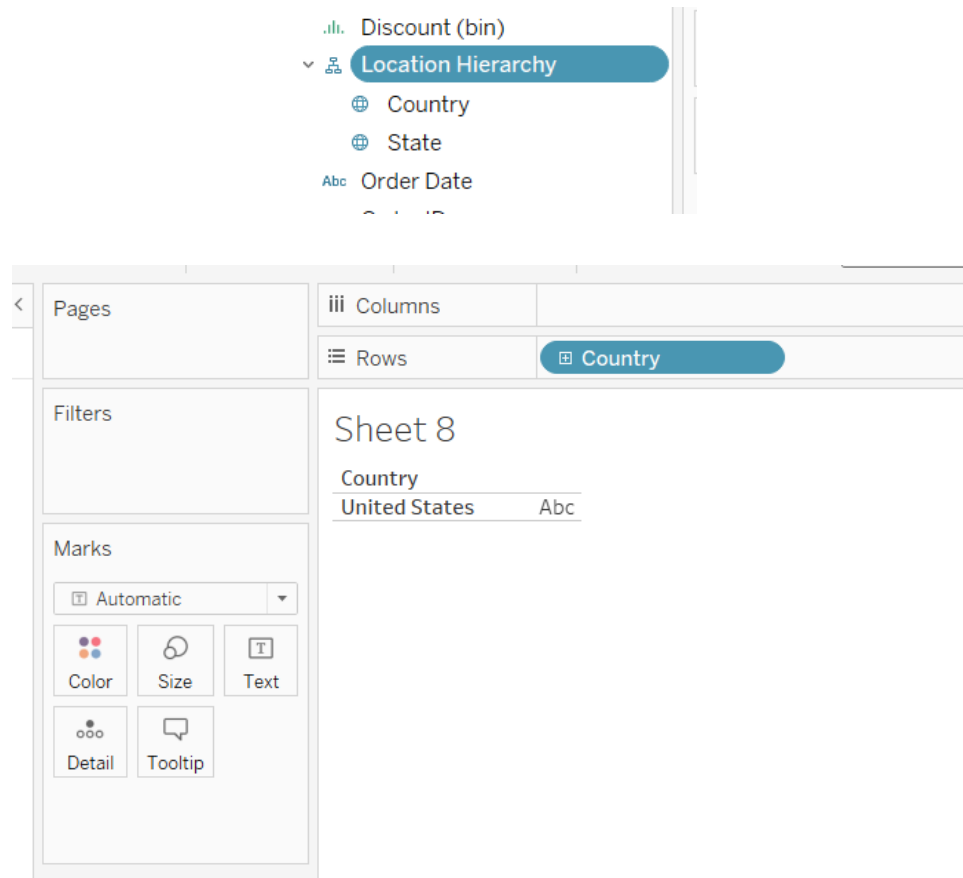 Discount (bin)
Location Hierarchy
Country
State
Abc Order Date
Pages
Columns
Rows
Country
Filters
Sheet 8
Country
United States Abc
Marks
Automatic
Color Size Text
Detail Tooltip